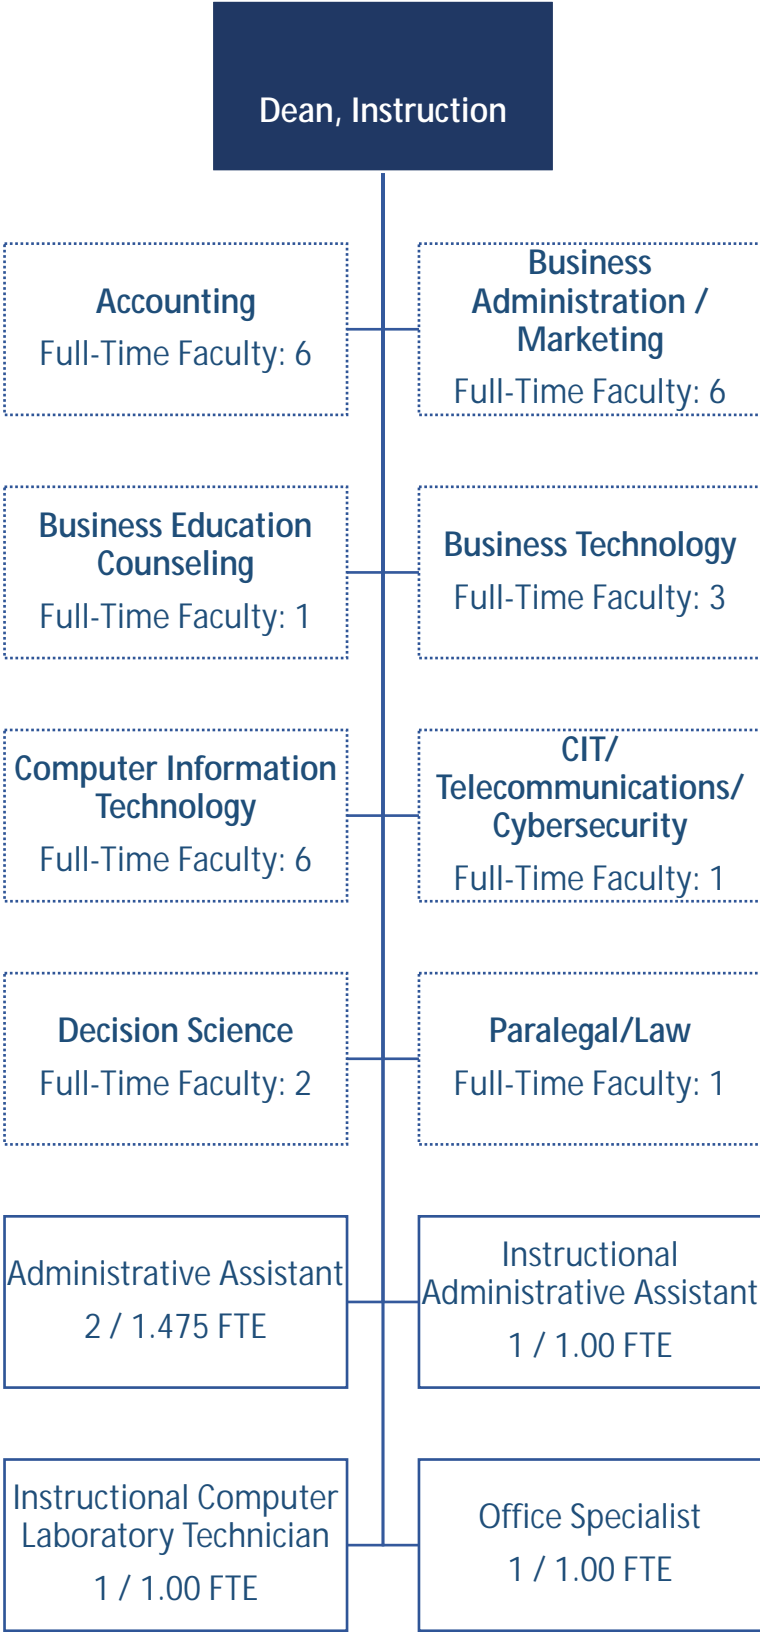 Dean, Instruction
Accounting
Full-Time Faculty: 6
Business
Administration /
Marketing
Full-Time Faculty: 6
Business Education
Counseling
Full-Time Faculty: 1
Business Technology
Full-Time Faculty: 3
Computer Information
Technology
Full-Time Faculty: 6
CIT/
Telecommunications/
Cybersecurity
Full-Time Faculty: 1
Decision Science
Full-Time Faculty: 2
Paralegal/Law
Full-Time Faculty: 1
Administrative Assistant
2 / 1.475 FTE
Instructional
Administrative Assistant
1 / 1.00 FTE
Instructional Computer
Laboratory Technician
1 / 1.00 FTE
Office Specialist
1 / 1.00 FTE